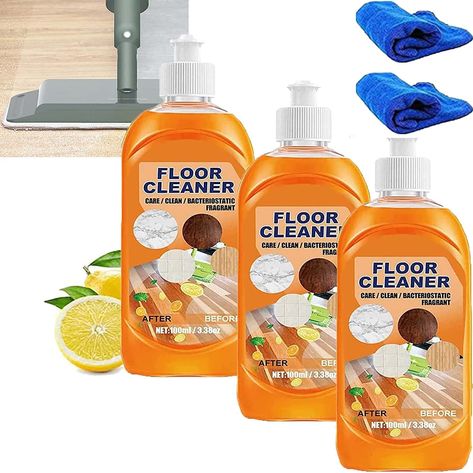 FLOOR
CLEANER
CARE / CLEAN / BACTERIOSTATIC
FRAGRANT
AFTER BEFORE
NET:100ml / 3.38oz
FLOOR
CLEANER
CARE / CLEAN / BACTERIOSTATIC
FRAGRANT
AFTER BEFORE
NET:100ml / 3.38oz
FLOOR
CLEANER
CARE / CLEAN / BACTERIOSTATIC
FRAGRANT
AFTER BEFORE
NET:100ml / 3.38oz